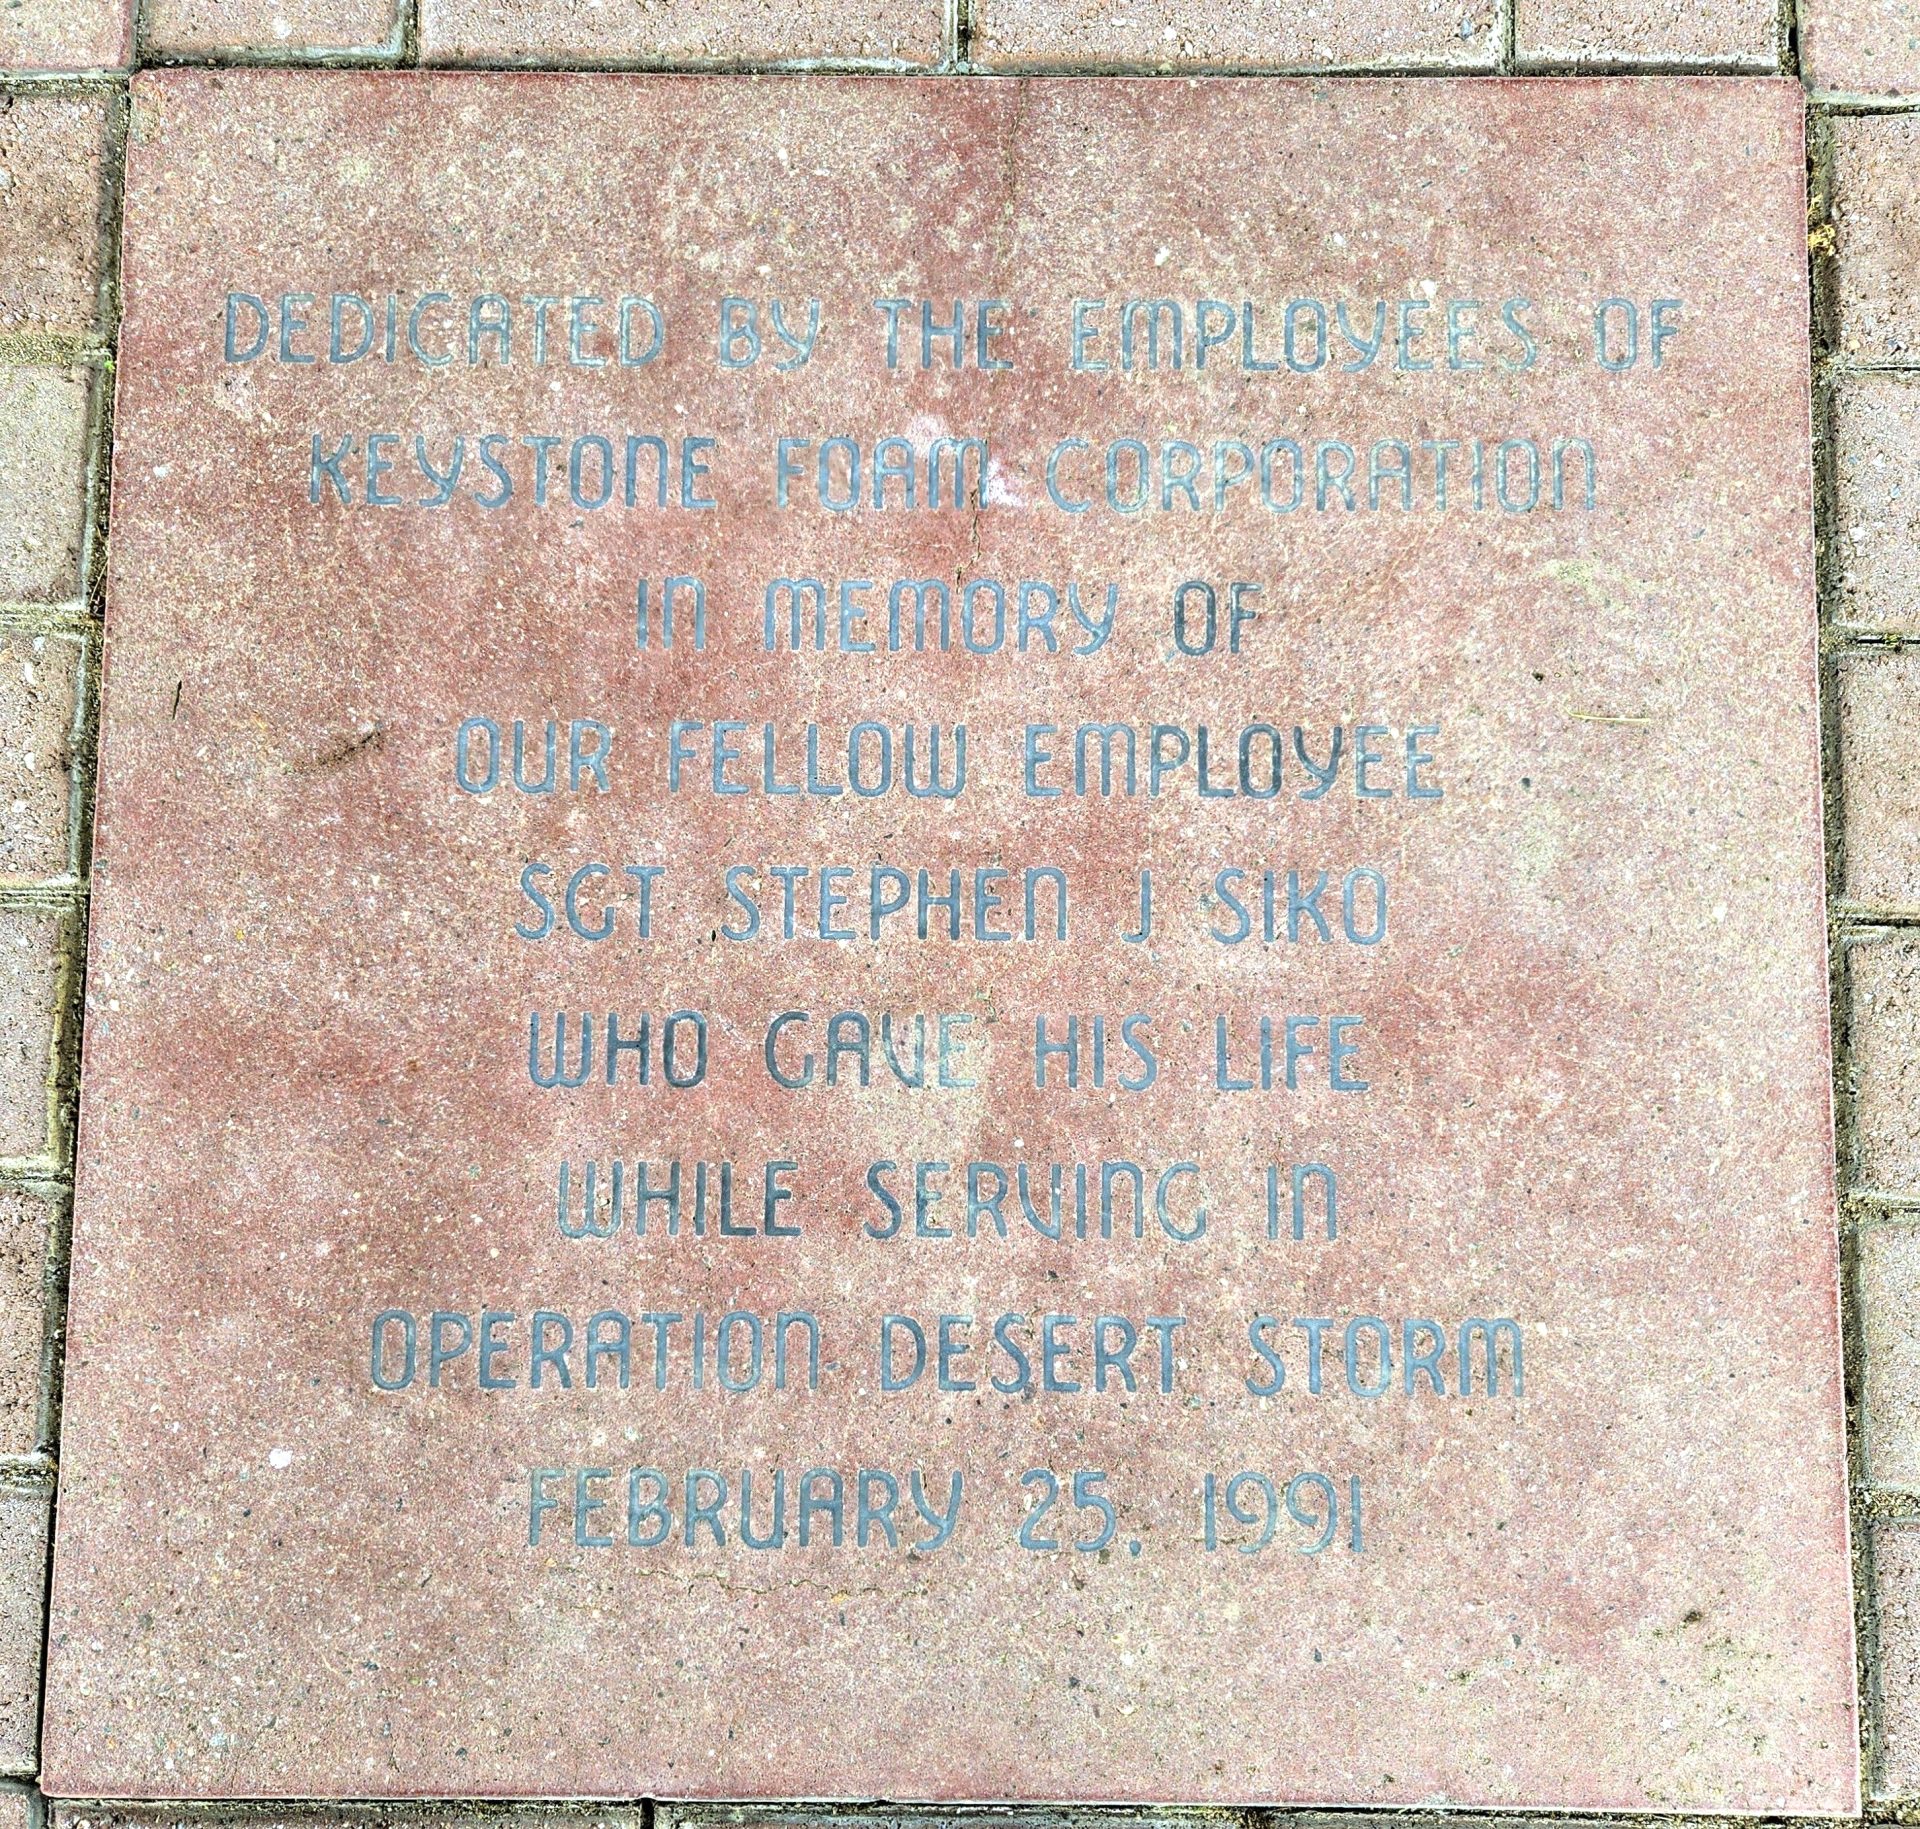 DEDICATED BY THE EMPLOYEES OF
KEYSTONE FOAM CORPORATION
IN MEMORY OF
OUR FELLOW EMPLOYEE
SGT STEPHEN J SIKO
WHO GAVE HIS LIFE
WHILE SERVING IN
OPERATION DESERT STORM
FEBRUARY 25, 1991